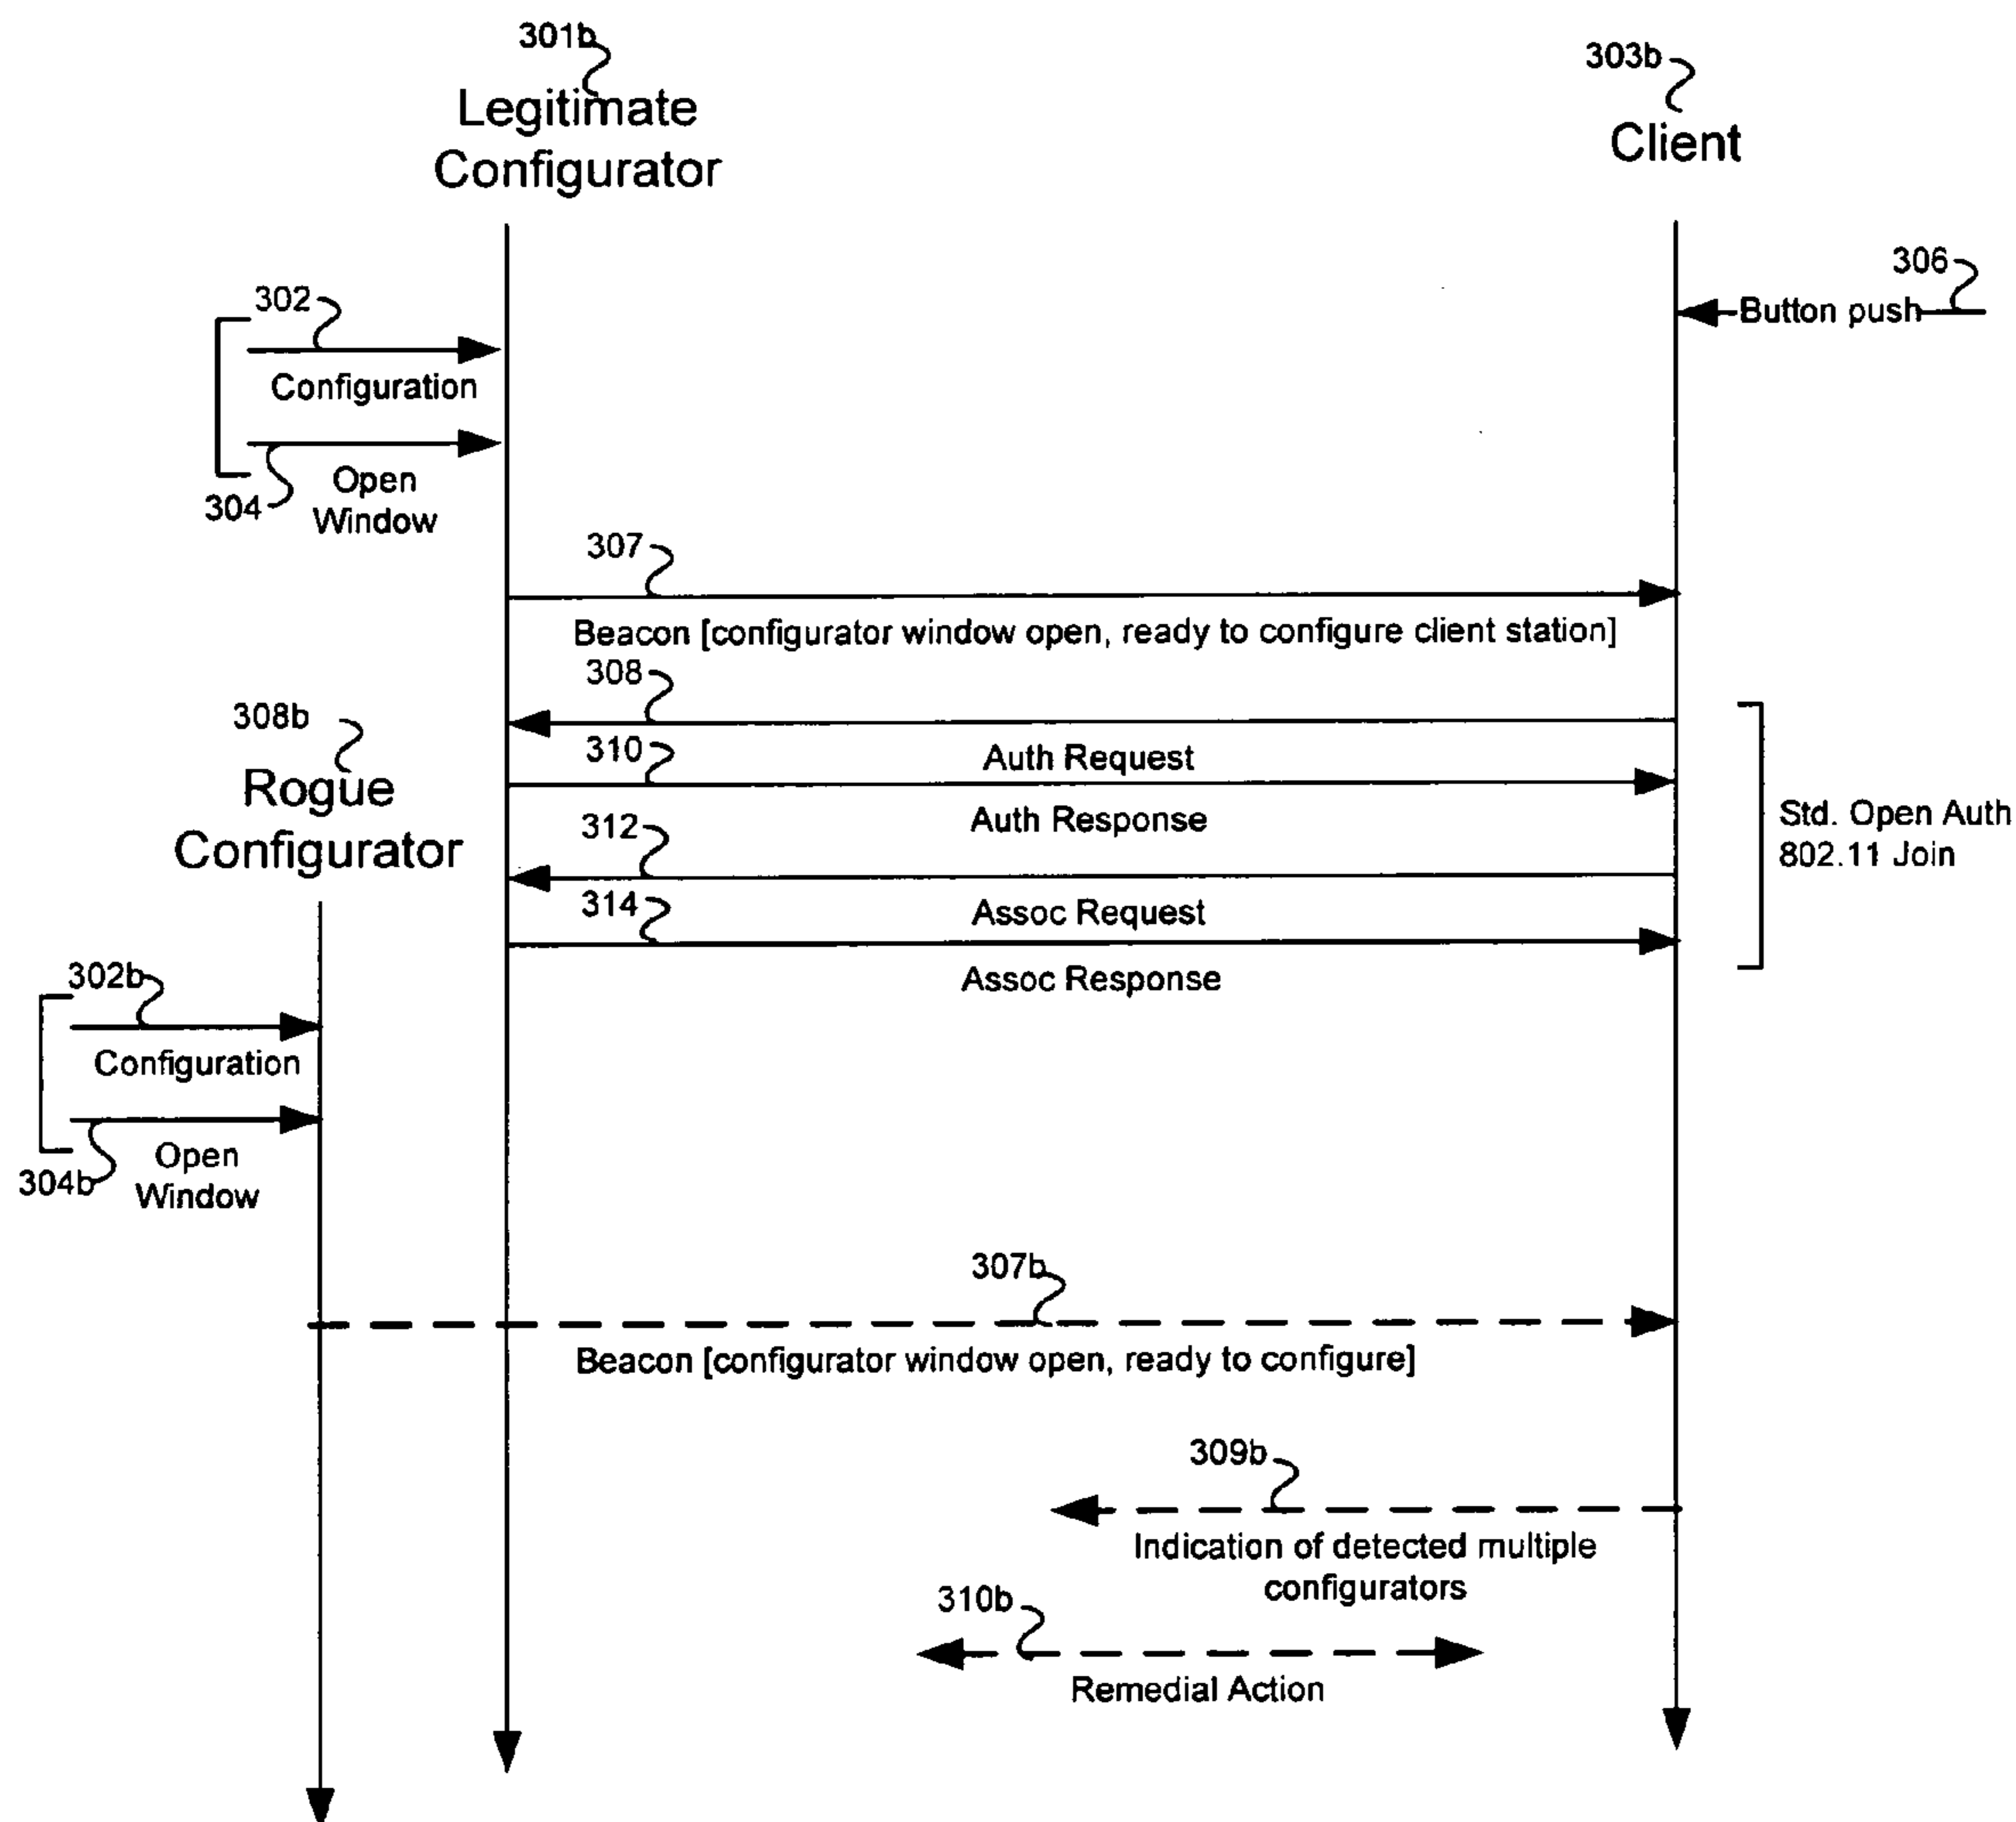 301b
Legitimate
Configurator
303b
Client
306
Button push
302
Configuration
304
Open
Window
307
Beacon [configurator window open, ready to configure client station]
308
Auth Request
310
Auth Response
312
Assoc Request
314
Assoc Response
Std. Open Auth
802.11 Join
308b
Rogue
Configurator
302b
Configuration
304b
Open
Window
307b
Beacon [configurator window open, ready to configure]
309b
Indication of detected multiple
configurators
310b
Remedial Action